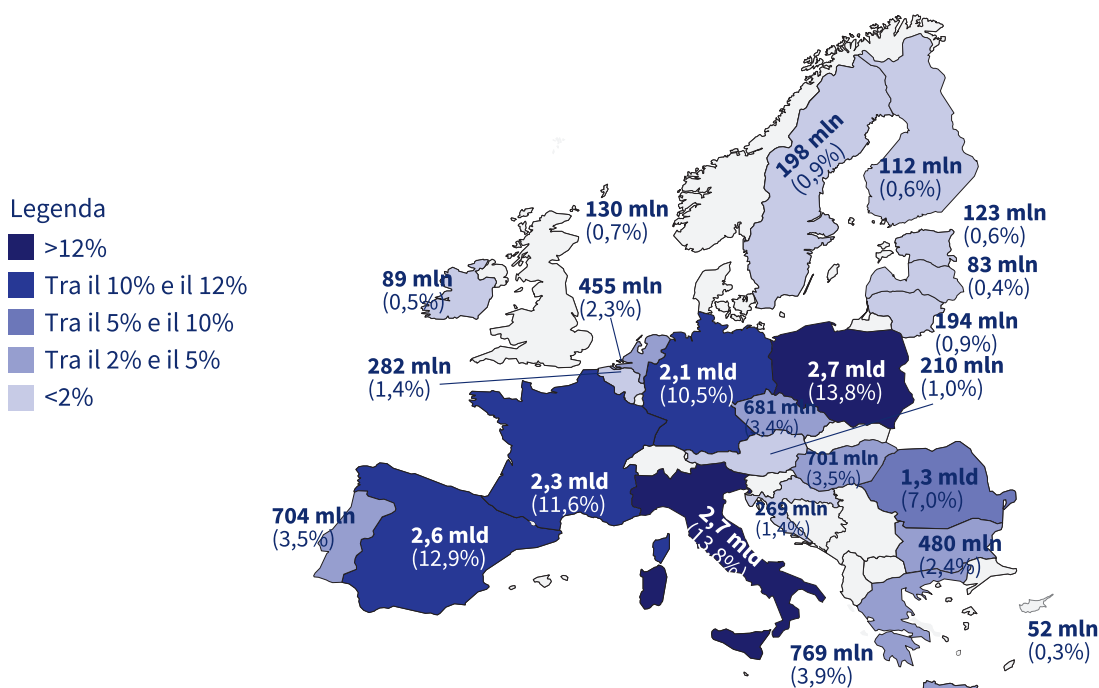 198 mln
(0,9%)
112 mln
(0,6%)
Legenda
>12%
Tra il 10% e il 12%
Tra il 5% e il 10%
Tra il 2% e il 5%
<2%
130 mln
(0,7%)
123 mln
(0,6%)
89 mln
(0,5%)
455 mln
(2,3%)
83 mln
(0,4%)
194 mln
(0,9%)
282 mln
(1,4%)
2,1 mld
(10,5%)
2,7 mld
(13,8%)
210 mln
(1,0%)
681 mln
(3,4%)
701 mln
(3,5%)
2,3 mld
(11,6%)
1,3 mld
(7,0%)
704 mln
(3,5%)
2,6 mld
(12,9%)
2,7 mld
(13,8%)
269 mln
(1,4%)
480 mln
(2,4%)
769 mln
(3,9%)
52 mln
(0,3%)